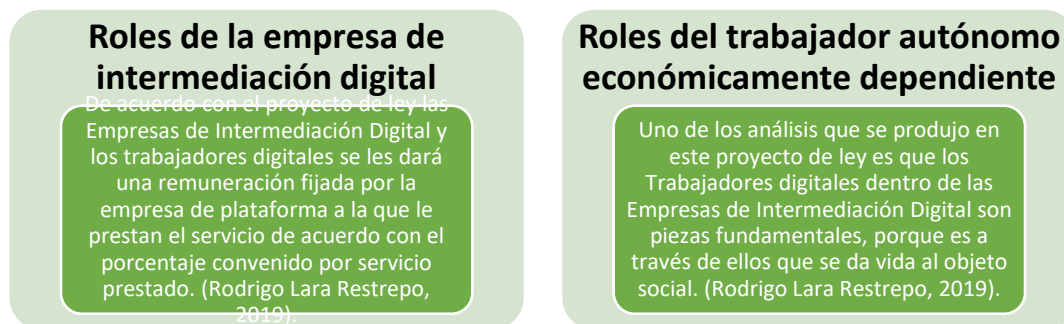 Roles de la empresa de
intermediación digital
De acuerdo con el proyecto de ley las
Empresas de Intermediación Digital y
los trabajadores digitales se les dará
una remuneración fijada por la
empresa de plataforma a la que le
prestan el servicio de acuerdo con el
porcentaje convenido por servicio
prestado. (Rodrigo Lara Restrepo,
2019).
Roles del trabajador autónomo
económicamente dependiente
Uno de los análisis que se produjo en
este proyecto de ley es que los
Trabajadores digitales dentro de las
Empresas de Intermediación Digital son
piezas fundamentales, porque es a
través de ellos que se da vida al objeto
social. (Rodrigo Lara Restrepo, 2019).